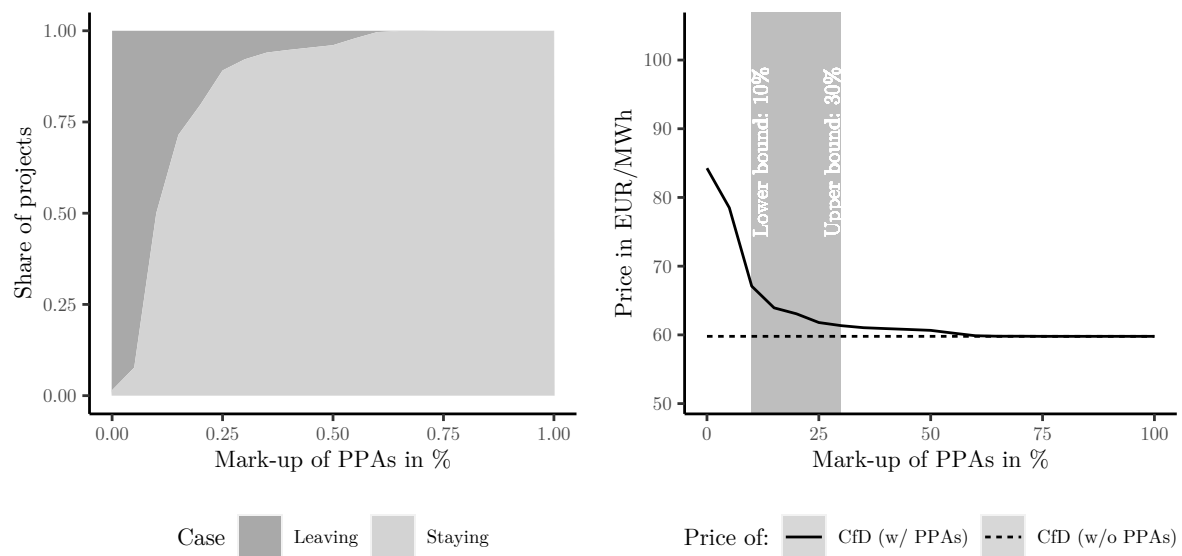 1.00
0.75
0.50
0.25
0.00
Share of projects
0.00 0.25 0.50 0.75 1.00
Mark-up of PPAs in %
Case Leaving Staying
100
90
80
70
60
50
Price in EUR/MWh
Lower bound: 10%
Upper bound: 30%
0 25 50 75 100
Mark-up of PPAs in %
Price of: CfD (w/ PPAs) CfD (w/o PPAs)